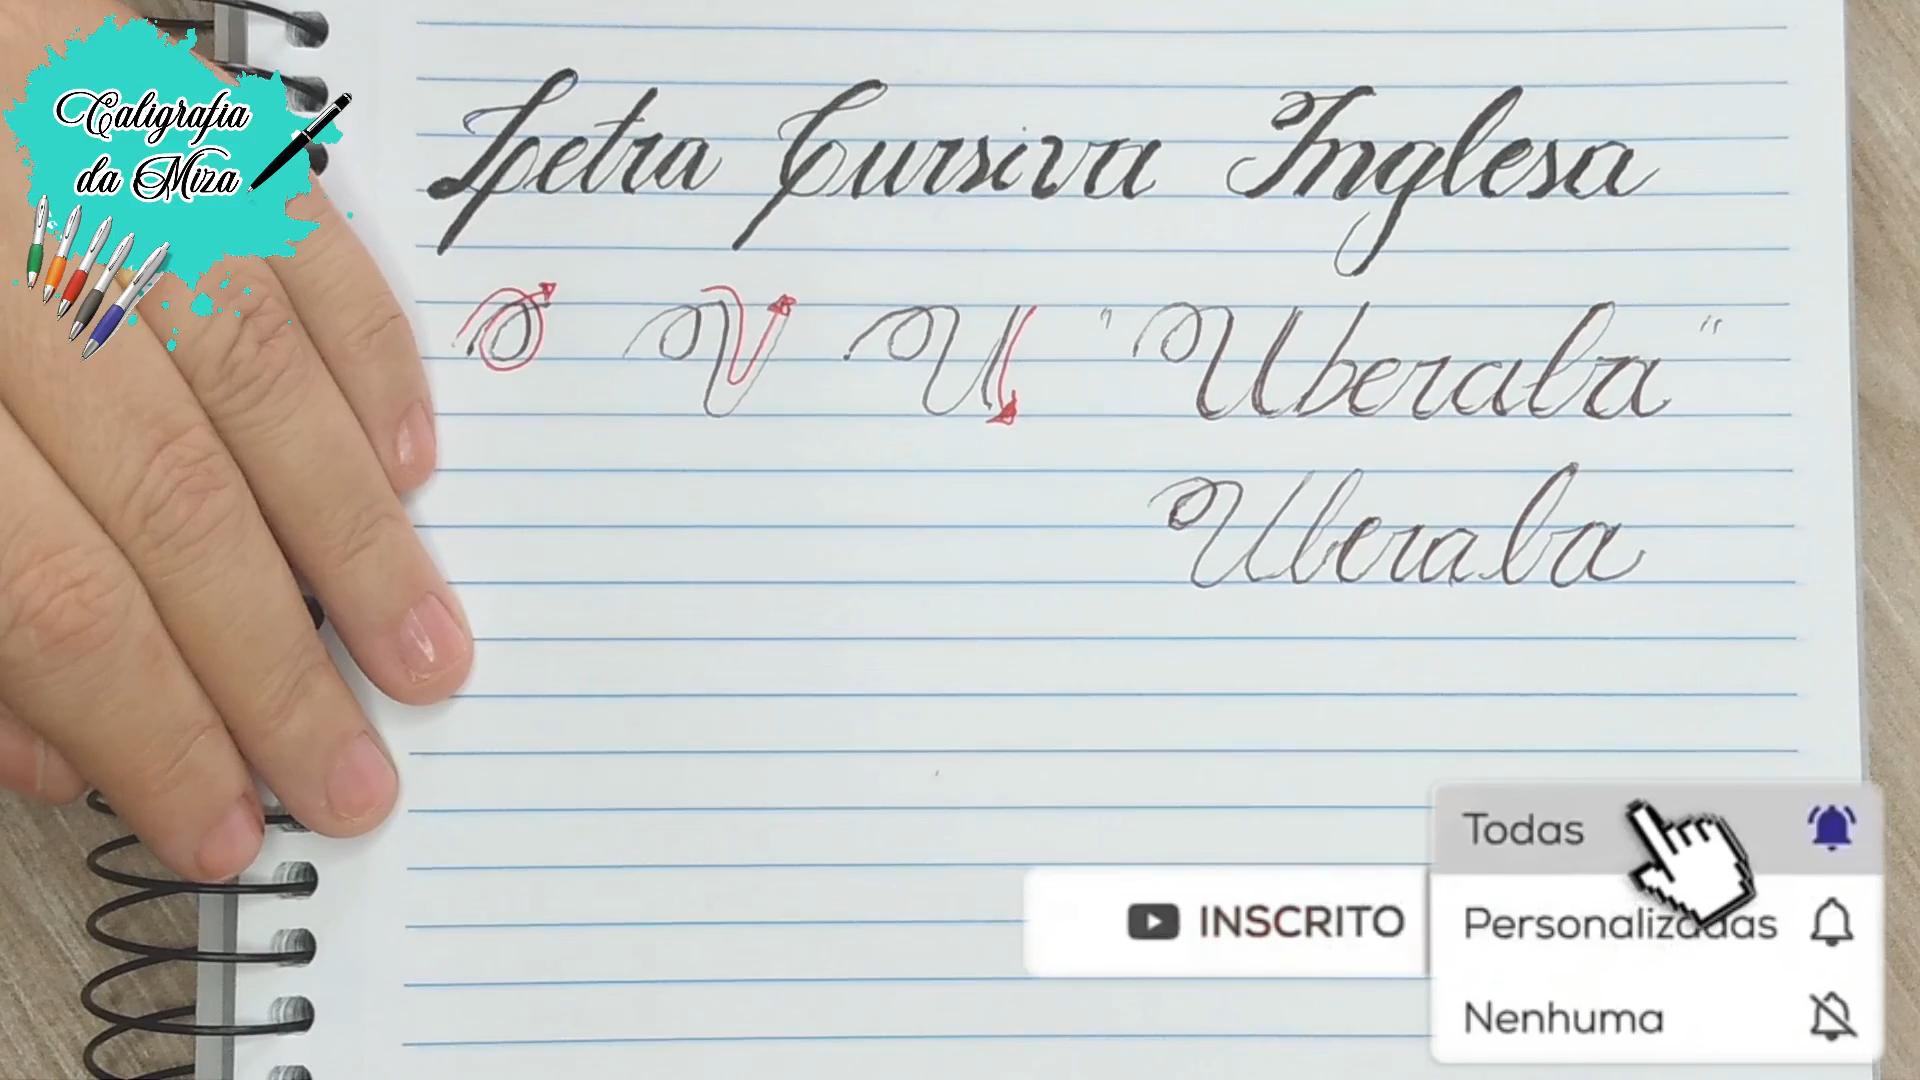 Caligrafia
da Miza
Letra Cursiva Inglesa
U "Uberaba"
Uberaba
Todas
INSCRITO
Personalizadas
Nenhuma